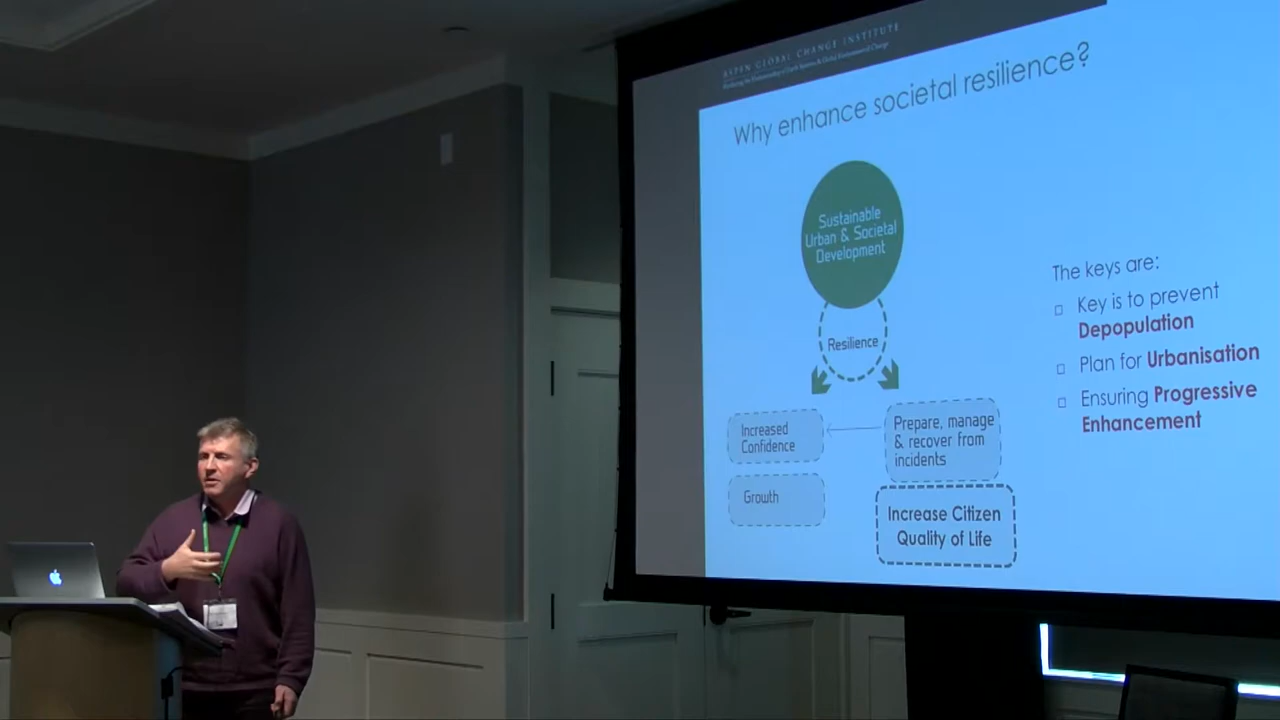 ASPEN GLOBAL CHANGE INSTITUTE
Why enhance societal resilience?
Sustainable
Urban & Societal
Development
Resilience
Increased
Confidence
Prepare, manage
& recover from
incidents
Growth
Increase Citizen
Quality of Life
The keys are:
Key is to prevent
Depopulation
Plan for Urbanisation
Ensuring Progressive
Enhancement